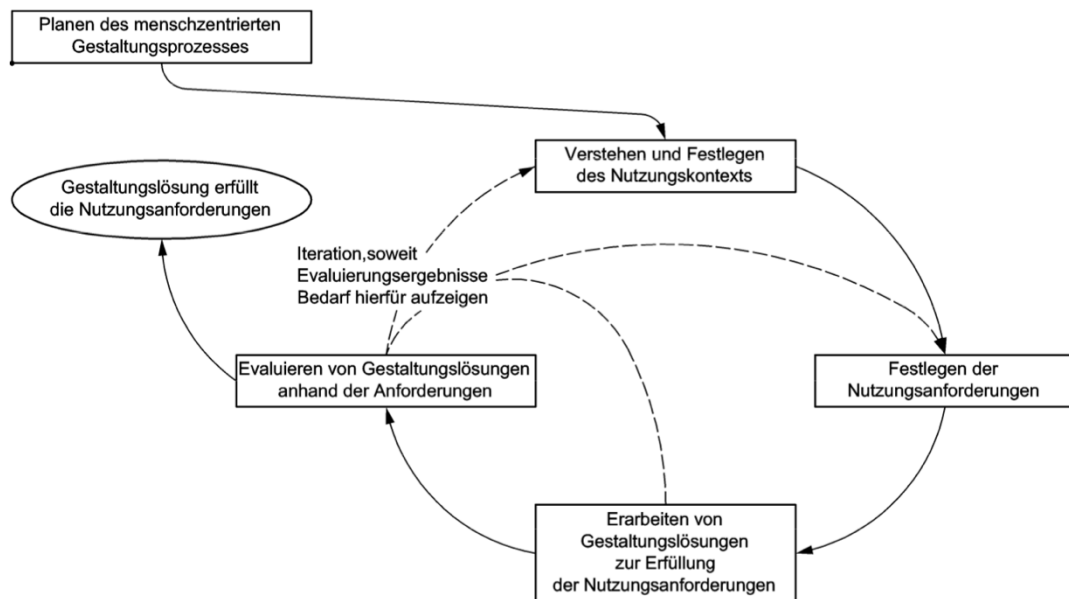 Planen des menschzentrierten
Gestaltungsprozesses
Verstehen und Festlegen
des Nutzungskontexts
Gestaltungslösung erfüllt
die Nutzungsanforderungen
Iteration,soweit
Evaluierungsergebnisse
Bedarf hierfür aufzeigen
Evaluieren von Gestaltungslösungen
anhand der Anforderungen
Festlegen der
Nutzungsanforderungen
Erarbeiten von
Gestaltungslösungen
zur Erfüllung
der Nutzungsanforderungen